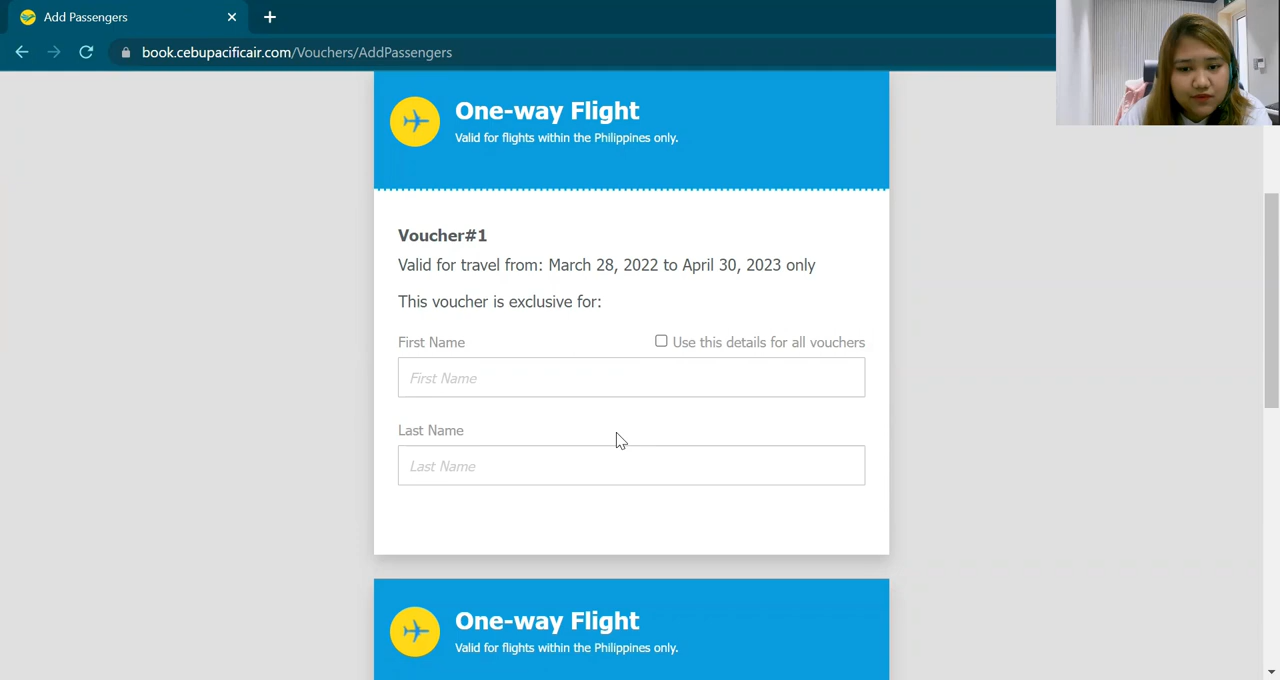 Add Passengers
book.cebupacificair.com/Vouchers/AddPassengers
One-way Flight
Valid for flights within the Philippines only.
Voucher#1
Valid for travel from: March 28, 2022 to April 30, 2023 only
This voucher is exclusive for:
First Name
Use this details for all vouchers
First Name
Last Name
Last Name
One-way Flight
Valid for flights within the Philippines only.